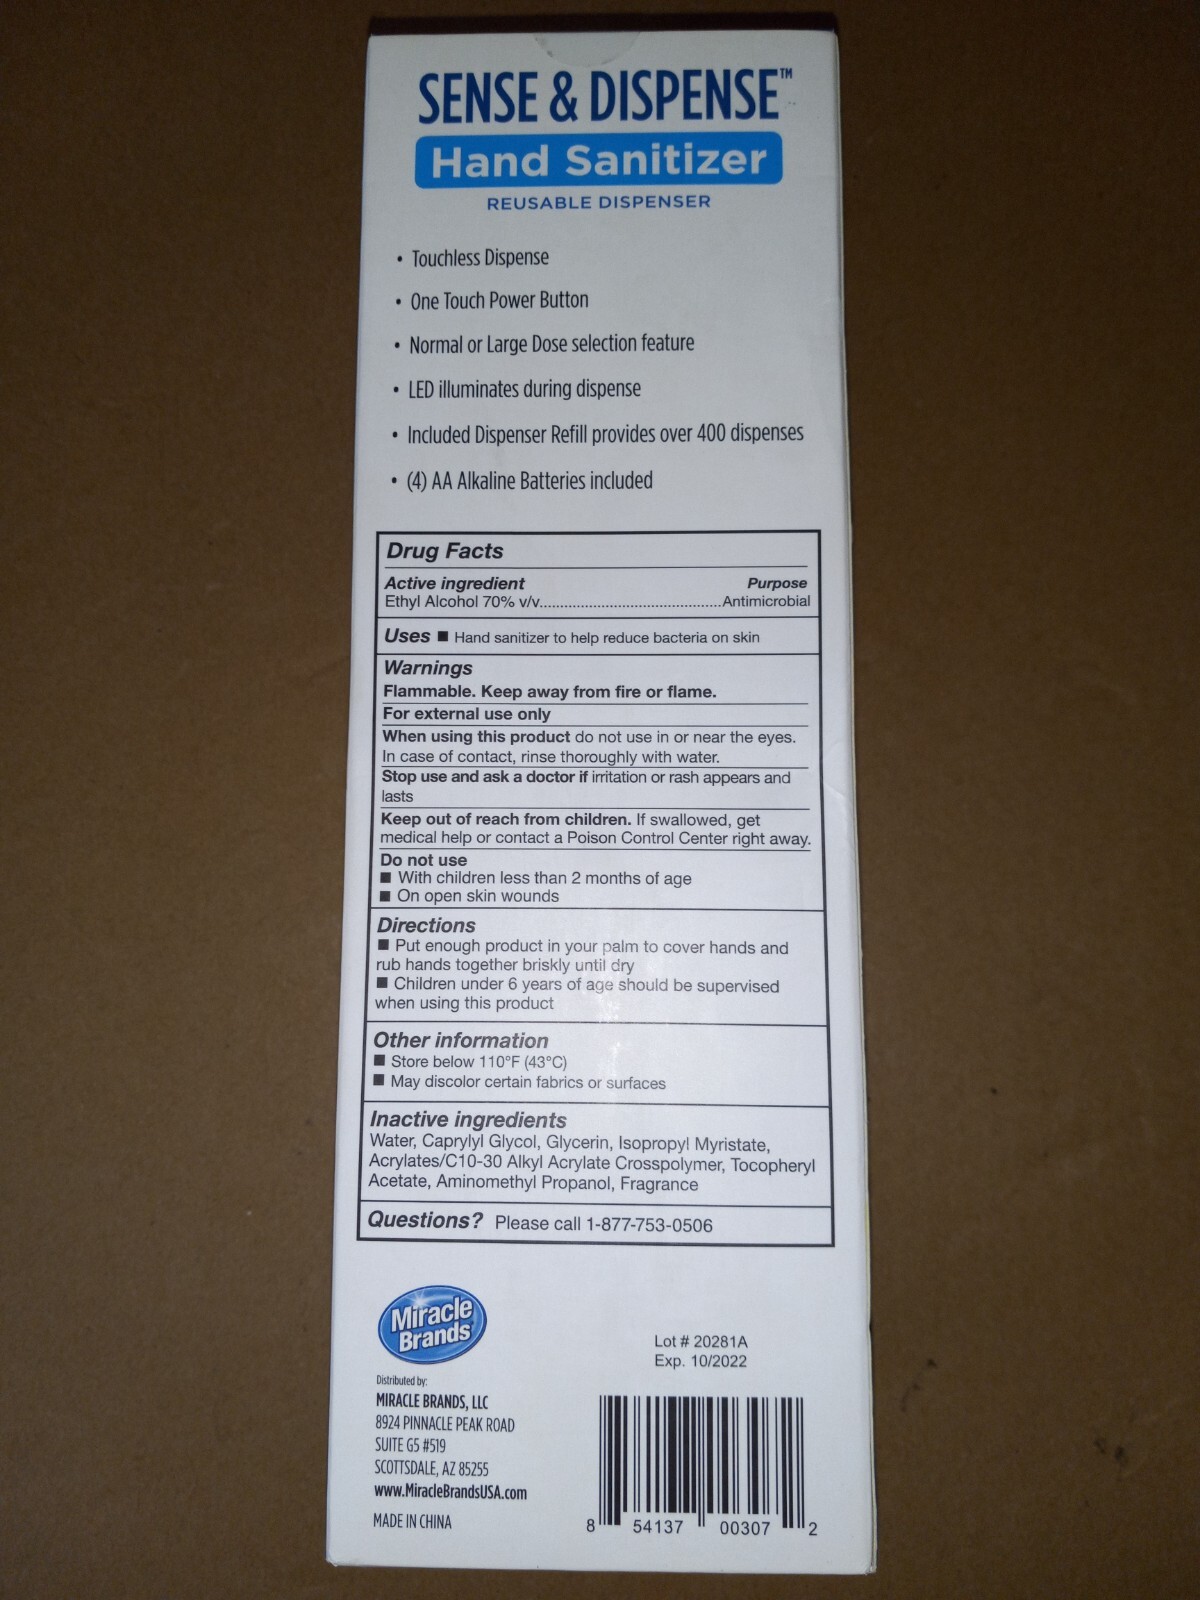 SENSE & DISPENSE™
Hand Sanitizer
REUSABLE DISPENSER
• Touchless Dispense
• One Touch Power Button
• Normal or Large Dose selection feature
• LED illuminates during dispense
• Included Dispenser Refill provides over 400 dispenses
• (4) AA Alkaline Batteries included
Drug Facts
Active ingredient Purpose
Ethyl Alcohol 70% v/v............................................Antimicrobial
Uses ■ Hand sanitizer to help reduce bacteria on skin
Warnings
Flammable. Keep away from fire or flame.
For external use only
When using this product do not use in or near the eyes.
In case of contact, rinse thoroughly with water.
Stop use and ask a doctor if irritation or rash appears and
lasts
Keep out of reach from children. If swallowed, get
medical help or contact a Poison Control Center right away.
Do not use
■ With children less than 2 months of age
■ On open skin wounds
Directions
■ Put enough product in your palm to cover hands and
rub hands together briskly until dry
■ Children under 6 years of age should be supervised
when using this product
Other information
■ Store below 110°F (43°C)
■ May discolor certain fabrics or surfaces
Inactive ingredients
Water, Caprylyl Glycol, Glycerin, Isopropyl Myristate,
Acrylates/C10-30 Alkyl Acrylate Crosspolymer, Tocopheryl
Acetate, Aminomethyl Propanol, Fragrance
Questions? Please call 1-877-753-0506
Miracle
Brands
Lot # 20281A
Exp. 10/2022
Distributed by:
MIRACLE BRANDS, LLC
8924 PINNACLE PEAK ROAD
SUITE G5 #519
SCOTTSDALE, AZ 85255
www.MiracleBrandsUSA.com
MADE IN CHINA
8 54137 00307 2